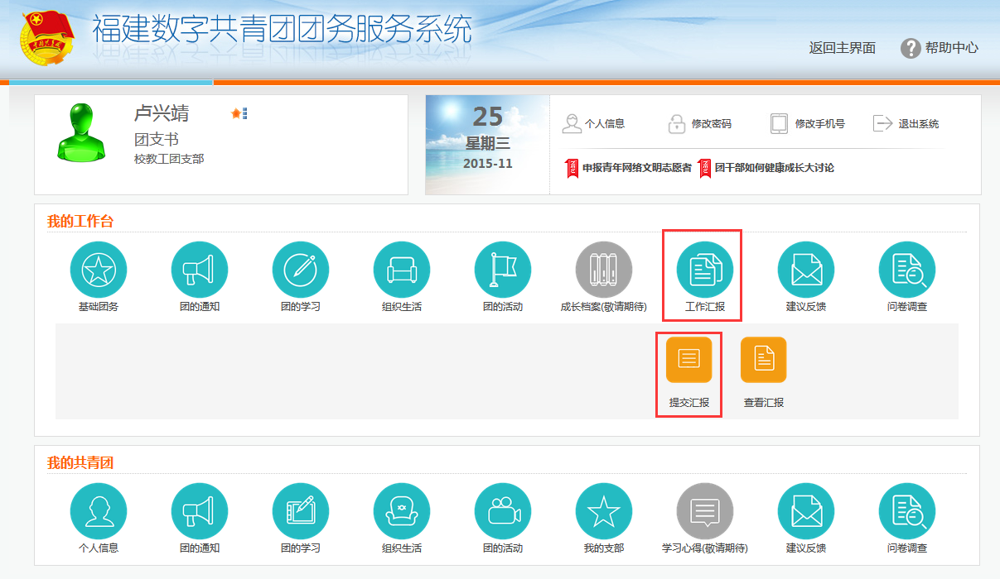 福建数字共青团团务服务系统
返回主界面
? 帮助中心
卢兴靖
团支书
校教工团支部
25
星期三
2015-11
个人信息
修改密码
修改手机号
退出系统
NEW 申报青年网络文明志愿者
NEW 团干部如何健康成长大讨论
我的工作台
基础团务
团的通知
团的学习
组织生活
团的活动
成长档案(敬请期待)
工作汇报
建议反馈
问卷调查
提交汇报
查看汇报
我的共青团
个人信息
团的通知
团的学习
组织生活
团的活动
我的支部
学习心得(敬请期待)
建议反馈
问卷调查